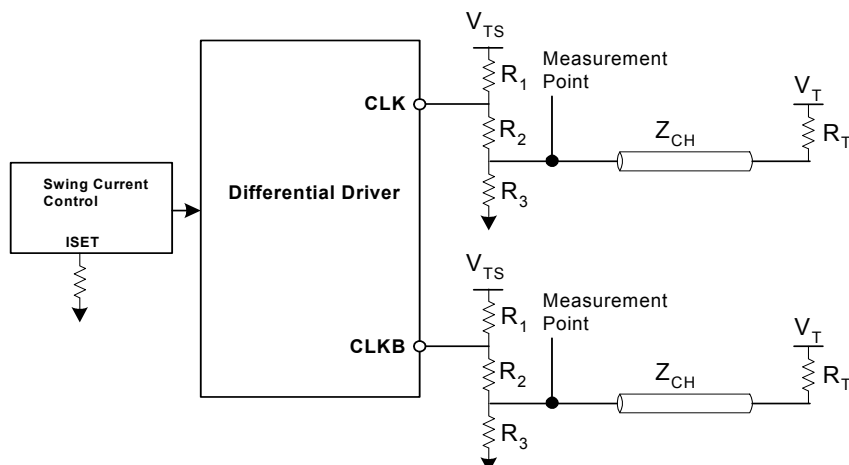 V_TS
R_1
Measurement
Point
V_T
CLK
R_2
Z_CH
R_T
R_3
Swing Current
Control
ISET
Differential Driver
V_TS
R_1
Measurement
Point
V_T
CLKB
R_2
Z_CH
R_T
R_3